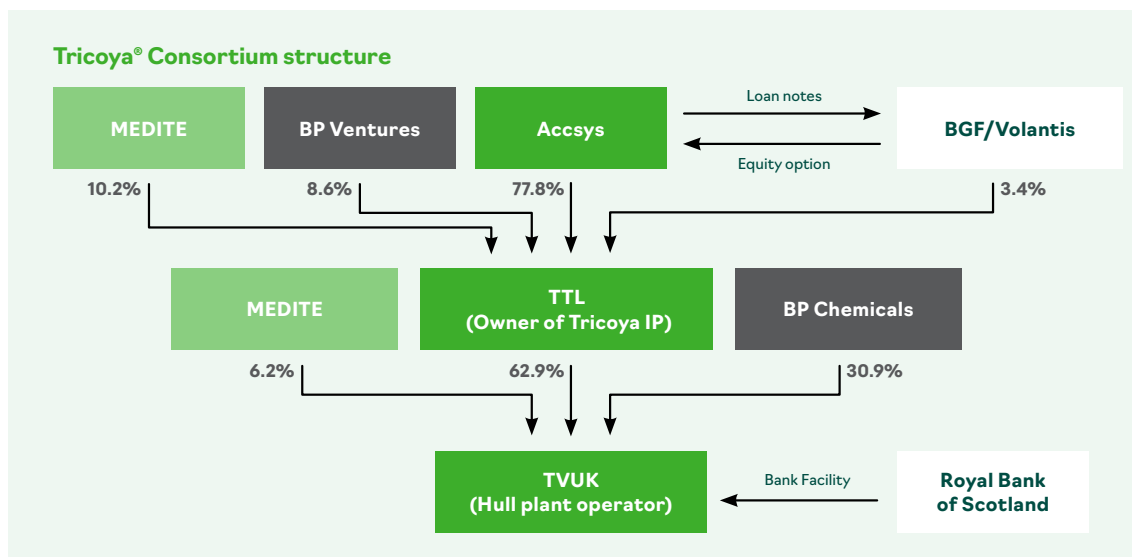 Tricoya® Consortium structure
MEDITE
BP Ventures
Accsys
Loan notes
Equity option
BGF/Volantis
10.2%
8.6%
77.8%
3.4%
MEDITE
TTL
(Owner of Tricoya IP)
BP Chemicals
6.2%
62.9%
30.9%
TVUK
(Hull plant operator)
Bank Facility
Royal Bank
of Scotland